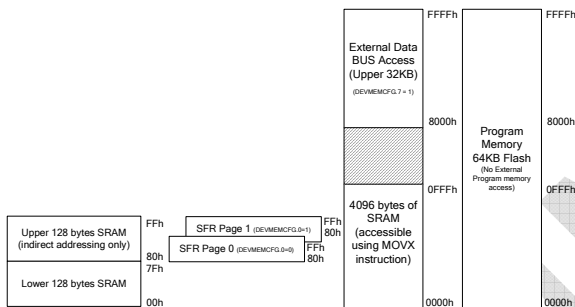 FFFFh
FFFFh
External Data
BUS Access
(Upper 32KB)
(DEVMEMCFG.7 = 1)
8000h
8000h
Program
Memory
64KB Flash
(No External
Program memory
access)
0FFFh
0FFFh
4096 bytes of
SRAM
(accessible
using MOVX
instruction)
0000h
0000h
Upper 128 bytes SRAM
(indirect addressing only)
FFh
80h
Lower 128 bytes SRAM
7Fh
00h
SFR Page 1 (DEVMEMCFG.0=1)
FFh
80h
SFR Page 0 (DEVMEMCFG.0=0)
FFh
80h